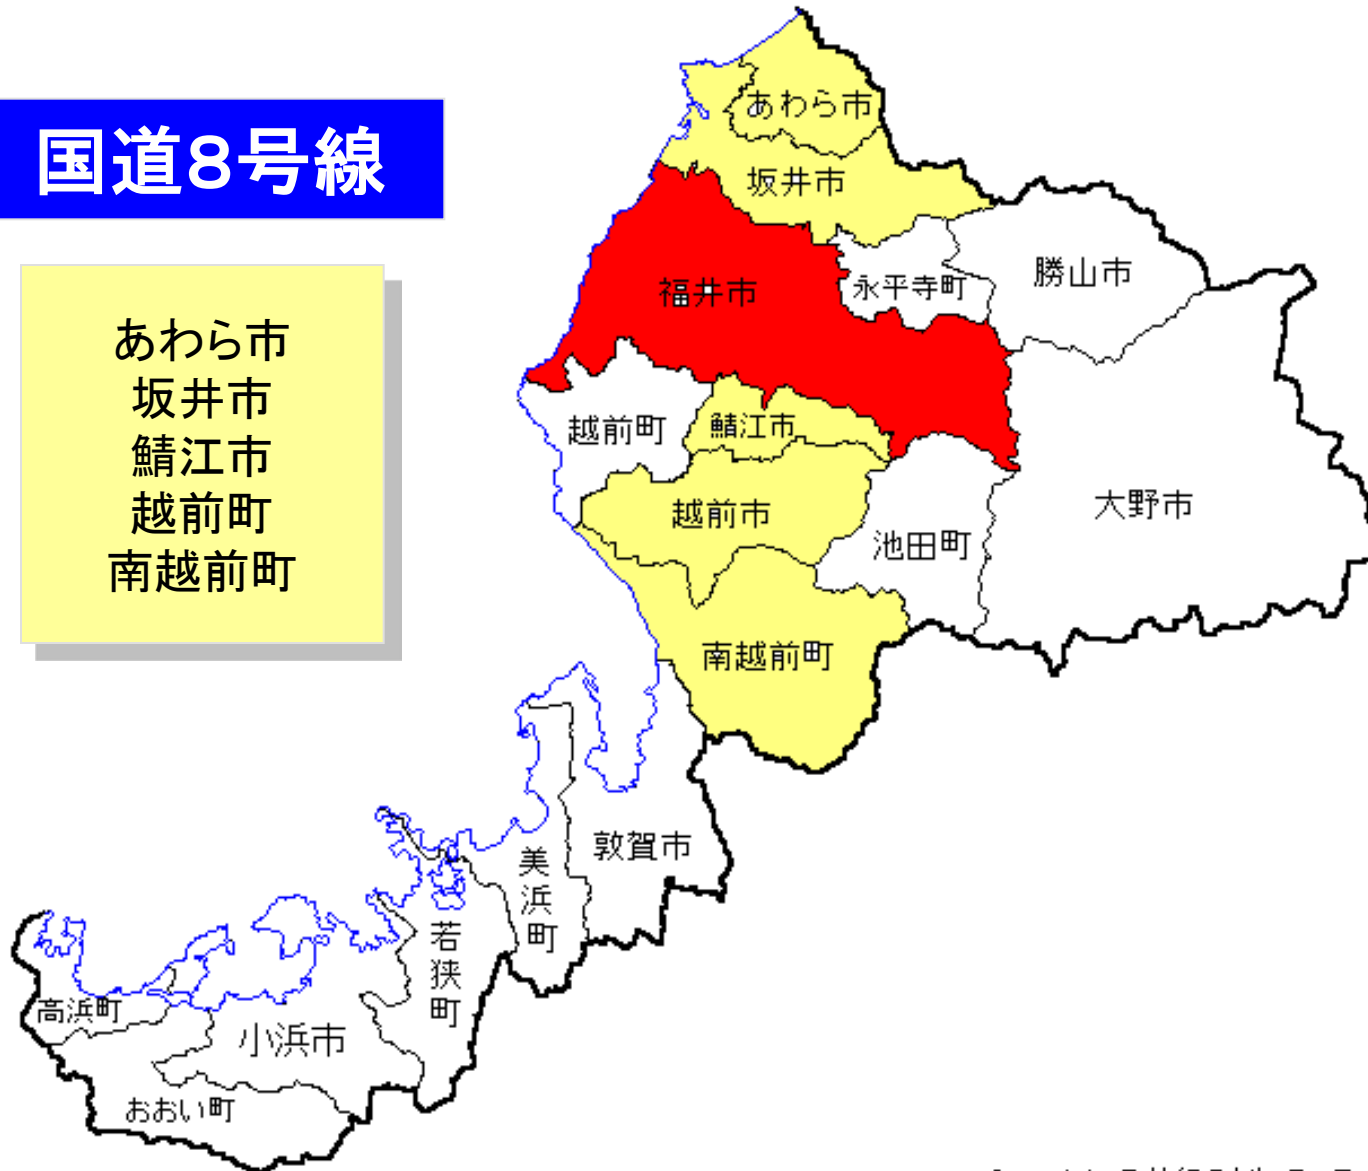 国道8号線
あわら市
坂井市
鯖江市
越前町
南越前町
あわら市
坂井市
福井市
永平寺町
勝山市
越前町
鯖江市
越前市
池田町
大野市
南越前町
敦賀市
美浜町
若狭町
高浜町
小浜市
おおい町